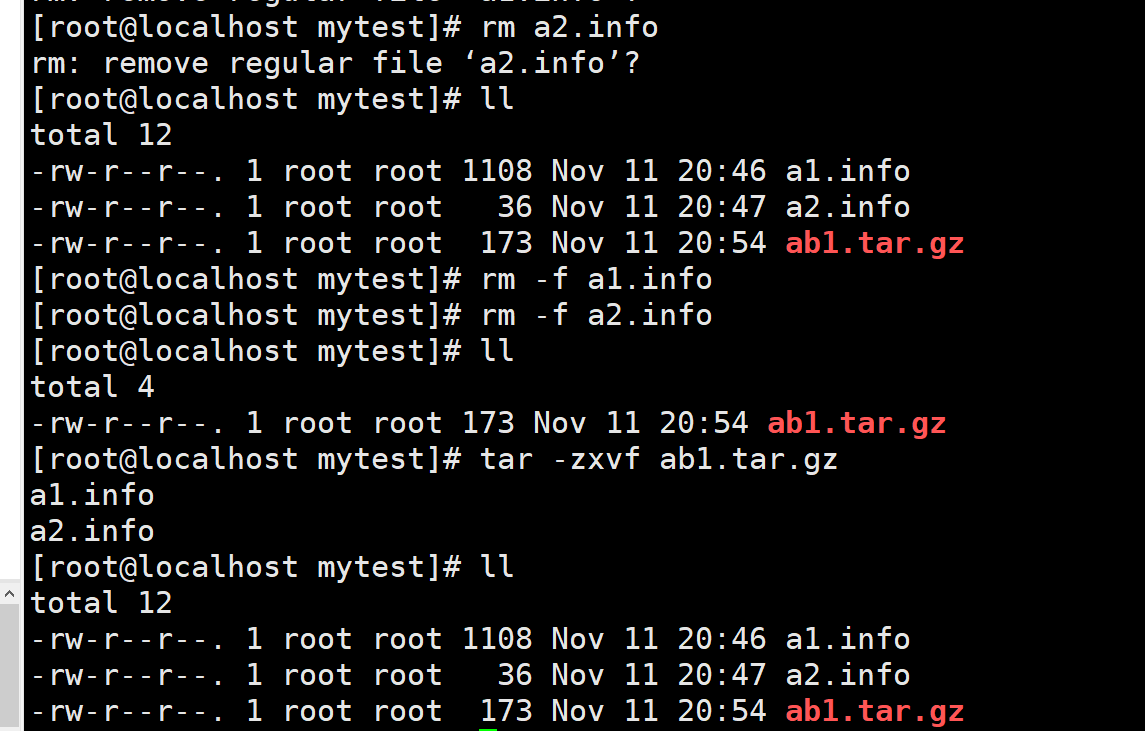 rm: remove regular file ‘a1.info’?
[root@localhost mytest]# rm a2.info
rm: remove regular file ‘a2.info’?
[root@localhost mytest]# ll
total 12
-rw-r--r--. 1 root root 1108 Nov 11 20:46 a1.info
-rw-r--r--. 1 root root   36 Nov 11 20:47 a2.info
-rw-r--r--. 1 root root  173 Nov 11 20:54 ab1.tar.gz
[root@localhost mytest]# rm -f a1.info
[root@localhost mytest]# rm -f a2.info
[root@localhost mytest]# ll
total 4
-rw-r--r--. 1 root root 173 Nov 11 20:54 ab1.tar.gz
[root@localhost mytest]# tar -zxvf ab1.tar.gz
a1.info
a2.info
[root@localhost mytest]# ll
total 12
-rw-r--r--. 1 root root 1108 Nov 11 20:46 a1.info
-rw-r--r--. 1 root root   36 Nov 11 20:47 a2.info
-rw-r--r--. 1 root root  173 Nov 11 20:54 ab1.tar.gz